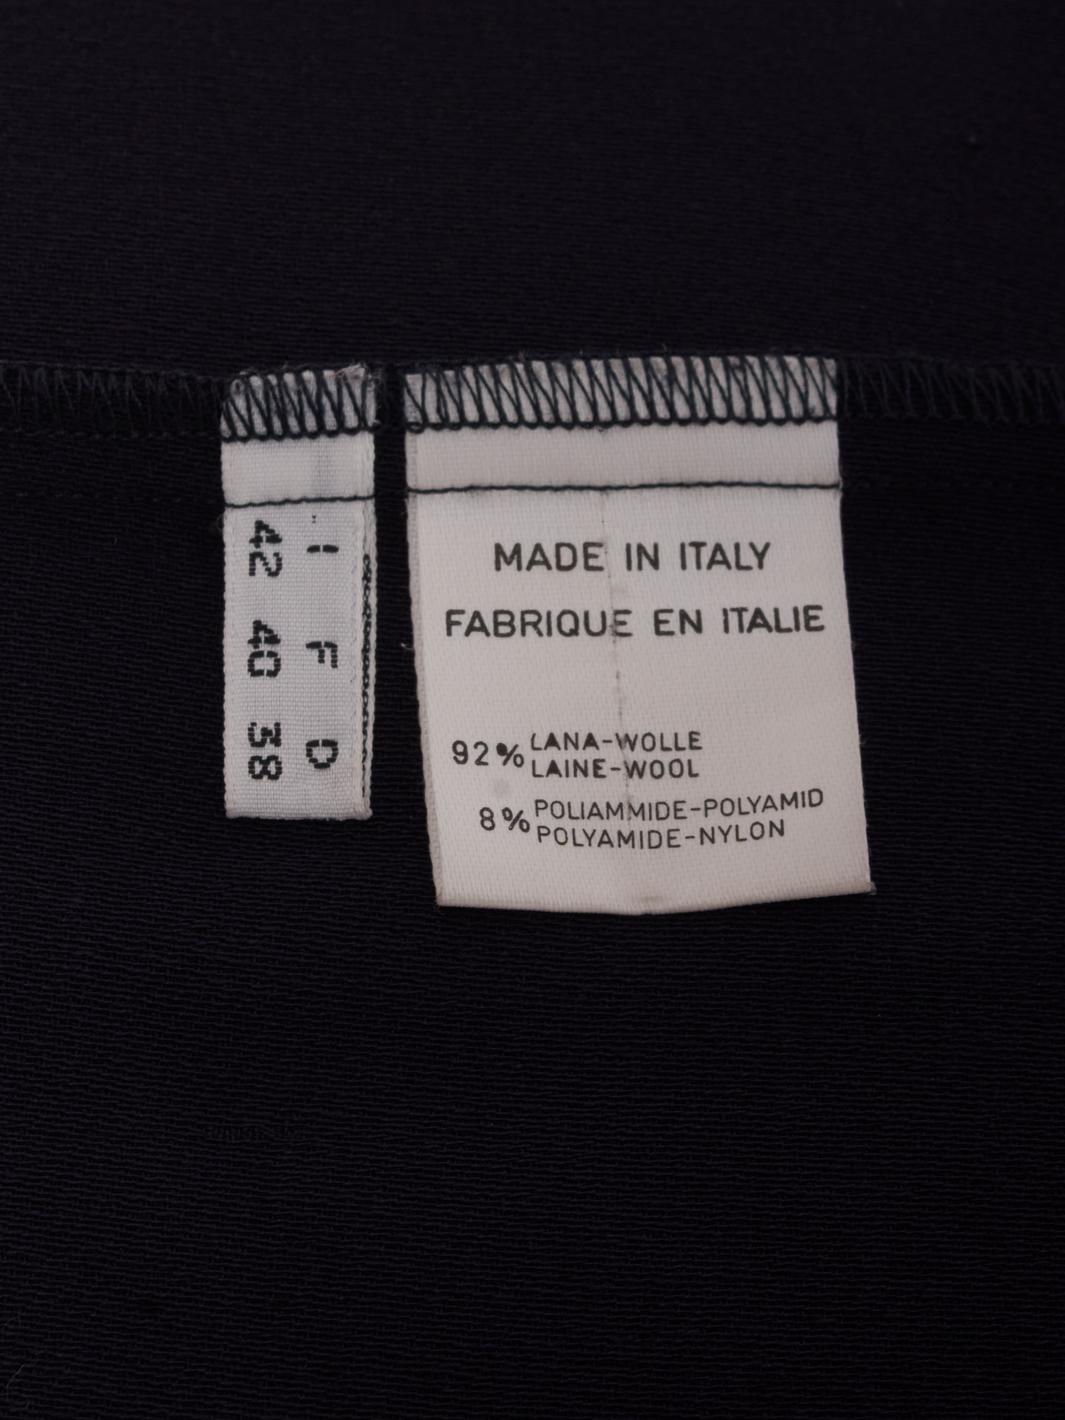 I F D
42 40 38
MADE IN ITALY
FABRIQUE EN ITALIE
92% LANA-WOLLE
LAINE-WOOL
8% POLIAMMIDE-POLYAMID
POLYAMIDE-NYLON